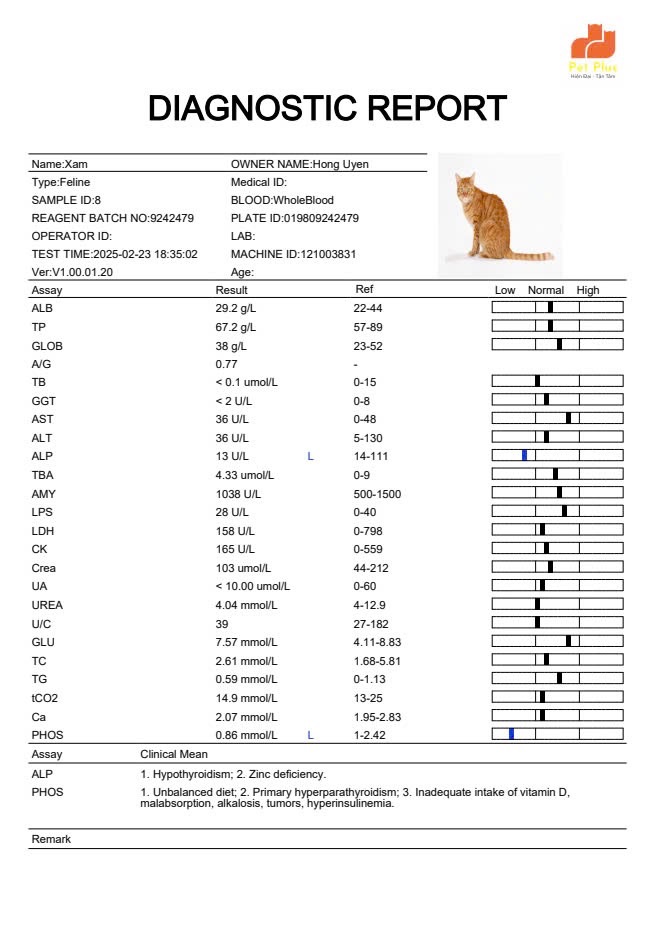 Pet Plus
Hiện Đại - Tận Tâm
DIAGNOSTIC REPORT
Name:Xam OWNER NAME:Hong Uyen
Type:Feline Medical ID:
SAMPLE ID:8 BLOOD:WholeBlood
REAGENT BATCH NO:9242479 PLATE ID:019809242479
OPERATOR ID: LAB:
TEST TIME:2025-02-23 18:35:02 MACHINE ID:121003831
Ver:V1.00.01.20 Age:
Assay Result Ref Low Normal High
ALB 29.2 g/L 22-44
TP 67.2 g/L 57-89
GLOB 38 g/L 23-52
A/G 0.77 -
TB < 0.1 umol/L 0-15
GGT < 2 U/L 0-8
AST 36 U/L 0-48
ALT 36 U/L 5-130
ALP 13 U/L L 14-111
TBA 4.33 umol/L 0-9
AMY 1038 U/L 500-1500
LPS 28 U/L 0-40
LDH 158 U/L 0-798
CK 165 U/L 0-559
Crea 103 umol/L 44-212
UA < 10.00 umol/L 0-60
UREA 4.04 mmol/L 4-12.9
U/C 39 27-182
GLU 7.57 mmol/L 4.11-8.83
TC 2.61 mmol/L 1.68-5.81
TG 0.59 mmol/L 0-1.13
tCO2 14.9 mmol/L 13-25
Ca 2.07 mmol/L 1.95-2.83
PHOS 0.86 mmol/L L 1-2.42
Assay Clinical Mean
ALP 1. Hypothyroidism; 2. Zinc deficiency.
PHOS 1. Unbalanced diet; 2. Primary hyperparathyroidism; 3. Inadequate intake of vitamin D,
malabsorption, alkalosis, tumors, hyperinsulinemia.
Remark